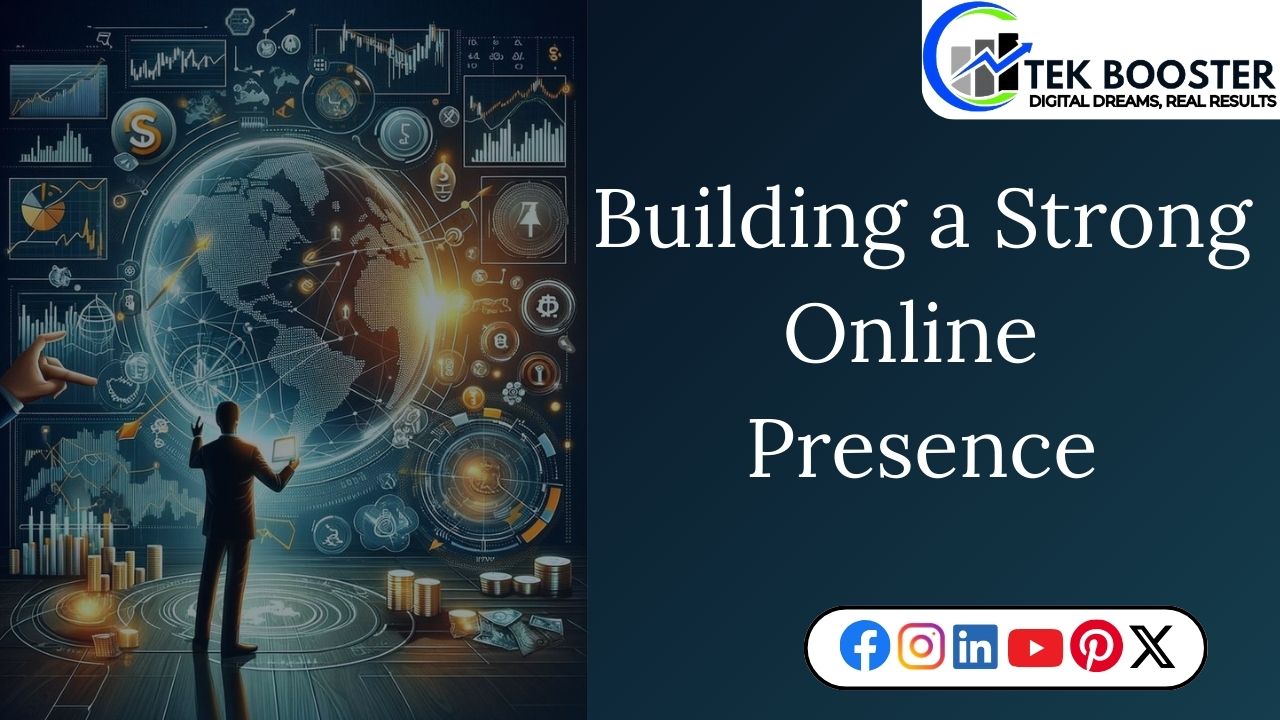 TEK BOOSTER
DIGITAL DREAMS, REAL RESULTS
Building a Strong
Online
Presence